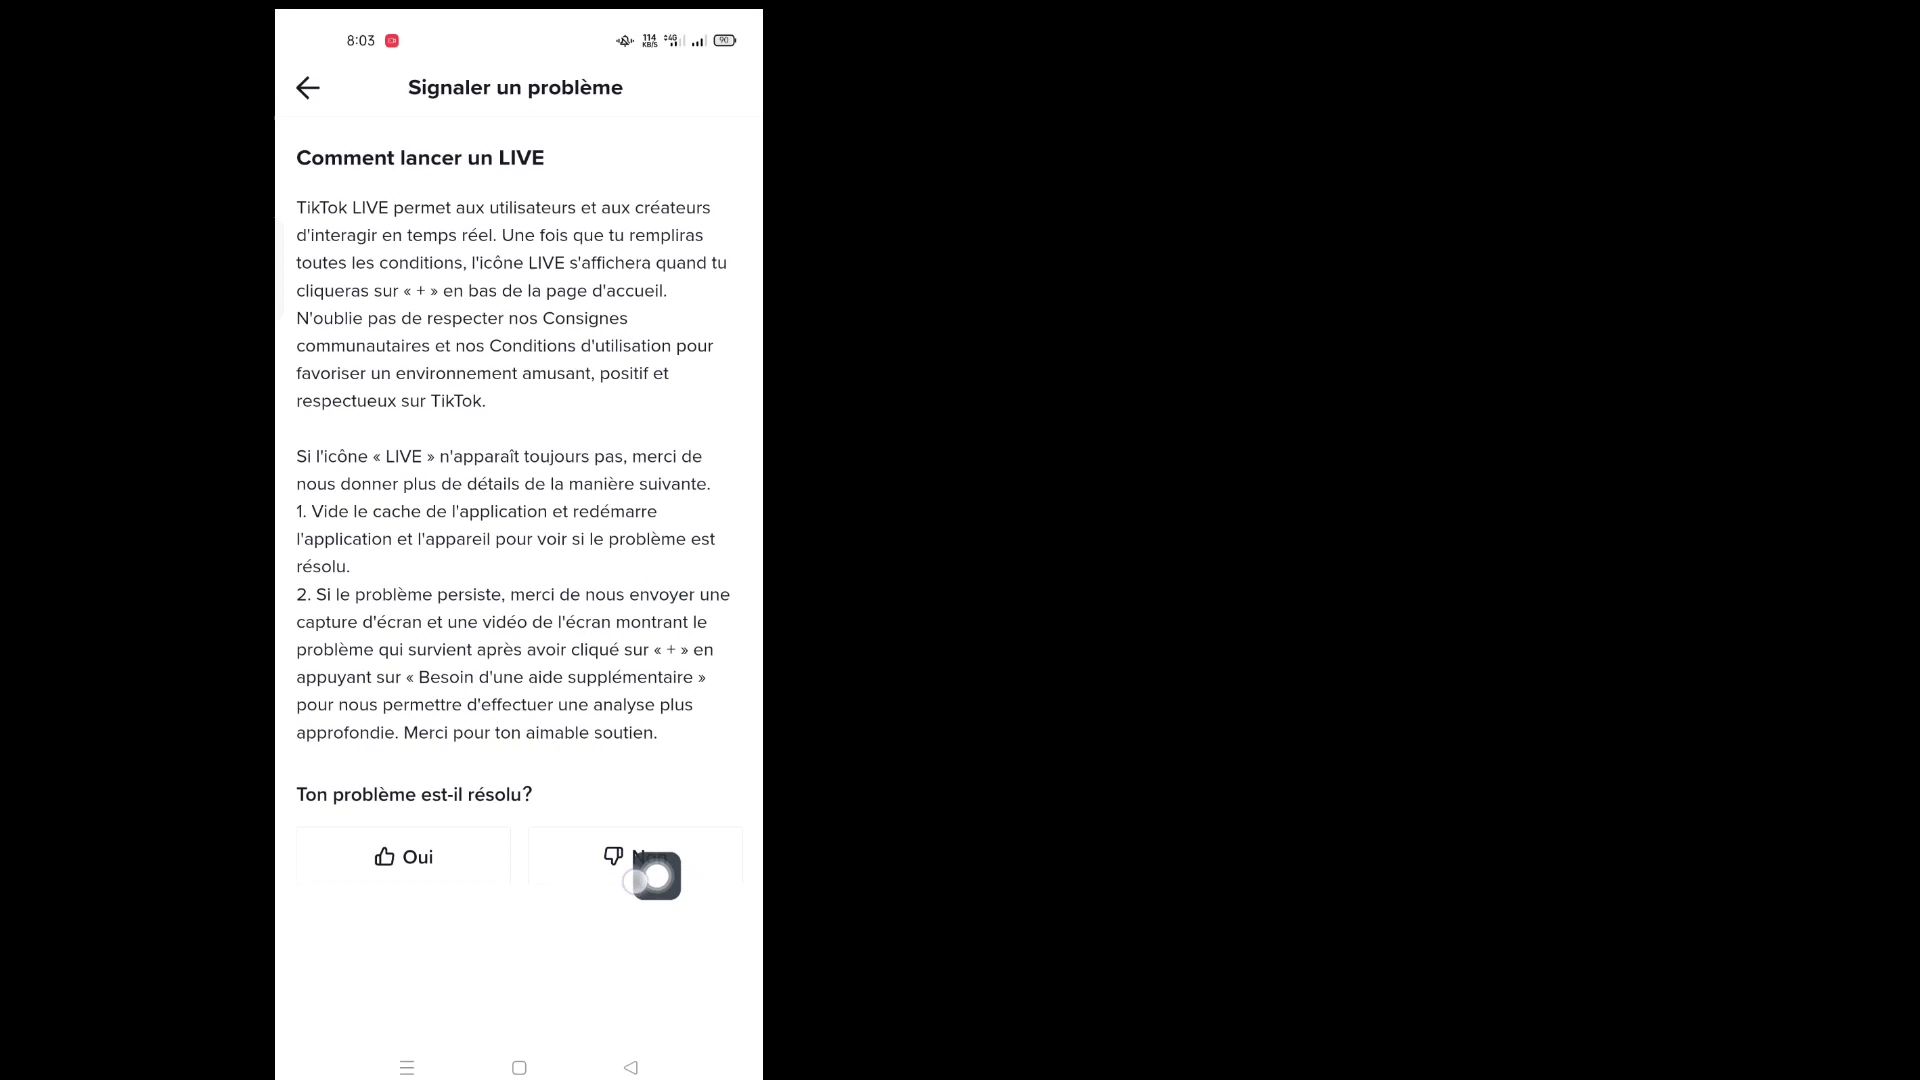 8:03
114
KB/S
4G
90
Signaler un problème
Comment lancer un LIVE
TikTok LIVE permet aux utilisateurs et aux créateurs
d'interagir en temps réel. Une fois que tu rempliras
toutes les conditions, l'icône LIVE s'affichera quand tu
cliqueras sur « + » en bas de la page d'accueil.
N'oublie pas de respecter nos Consignes
communautaires et nos Conditions d'utilisation pour
favoriser un environnement amusant, positif et
respectueux sur TikTok.
Si l'icône « LIVE » n'apparaît toujours pas, merci de
nous donner plus de détails de la manière suivante.
1. Vide le cache de l'application et redémarre
l'application et l'appareil pour voir si le problème est
résolu.
2. Si le problème persiste, merci de nous envoyer une
capture d'écran et une vidéo de l'écran montrant le
problème qui survient après avoir cliqué sur « + » en
appuyant sur « Besoin d'une aide supplémentaire »
pour nous permettre d'effectuer une analyse plus
approfondie. Merci pour ton aimable soutien.
Ton problème est-il résolu?
Oui
Non